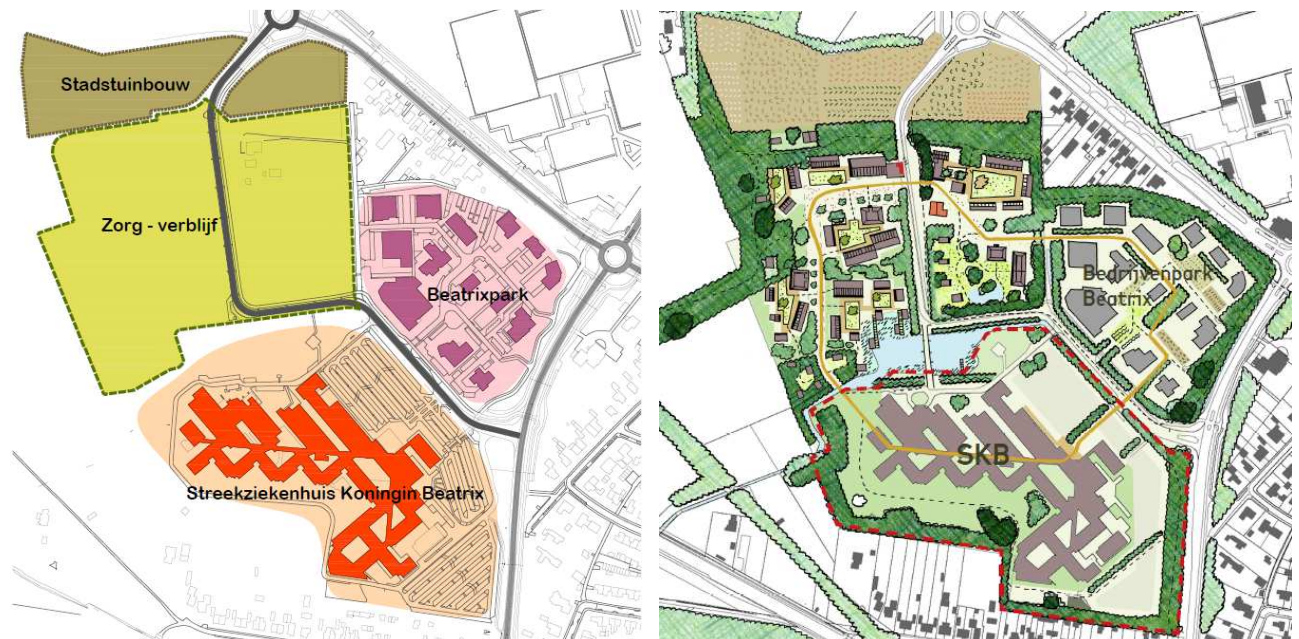 Stadstuinbouw
Zorg - verblijf
Beatrixpark
Streekziekenhuis Koningin Beatrix
Bedrijvenpark
Beatrix
SKB